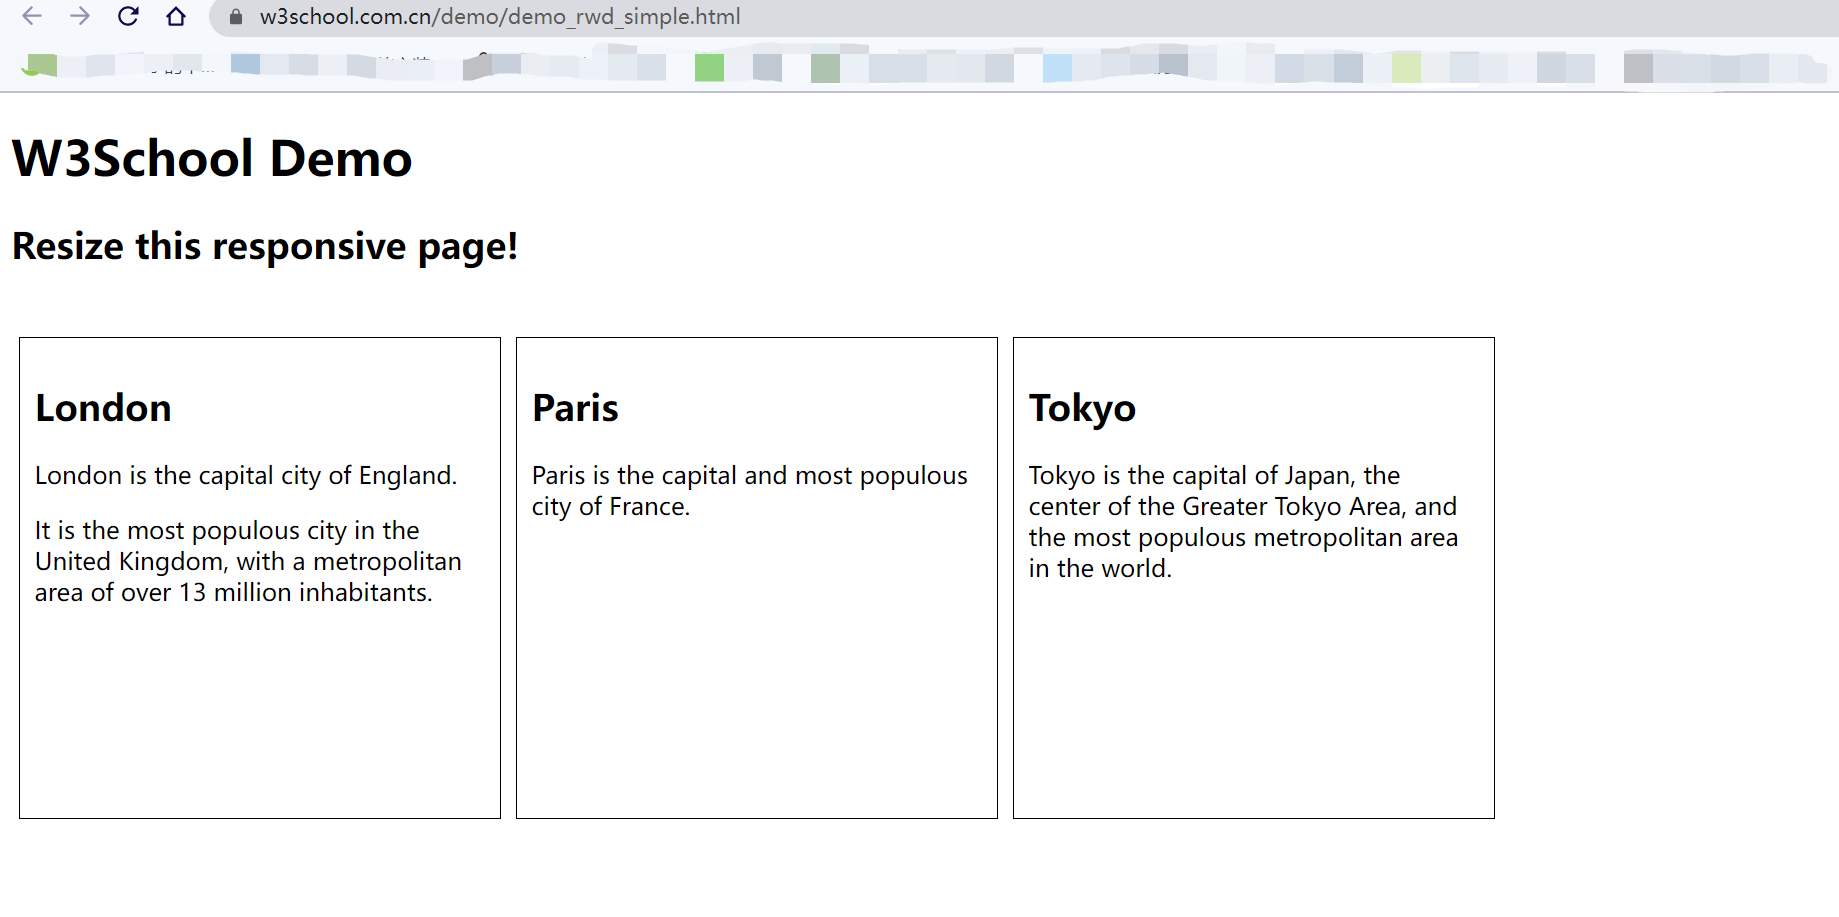 w3school.com.cn/demo/demo_rwd_simple.html
W3School Demo
Resize this responsive page!
London
London is the capital city of England.
It is the most populous city in the
United Kingdom, with a metropolitan
area of over 13 million inhabitants.
Paris
Paris is the capital and most populous
city of France.
Tokyo
Tokyo is the capital of Japan, the
center of the Greater Tokyo Area, and
the most populous metropolitan area
in the world.